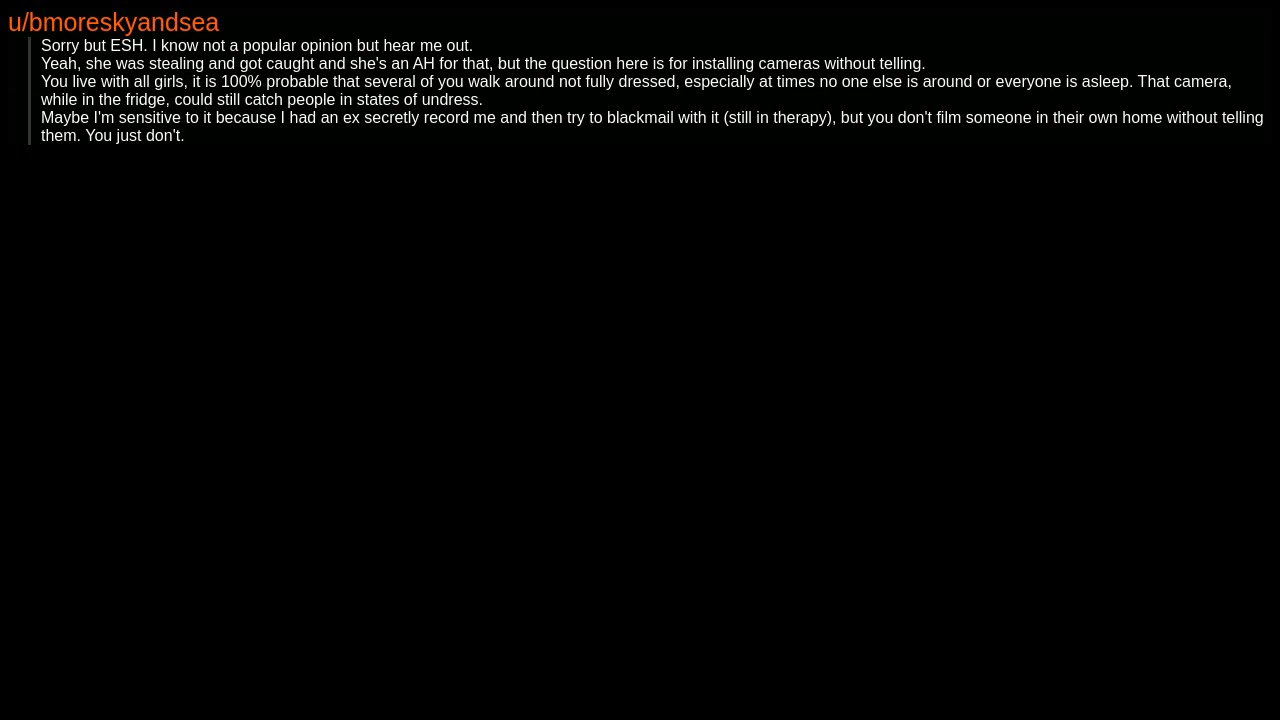 u/bmoreskyandsea
Sorry but ESH. I know not a popular opinion but hear me out.
Yeah, she was stealing and got caught and she's an AH for that, but the question here is for installing cameras without telling.
You live with all girls, it is 100% probable that several of you walk around not fully dressed, especially at times no one else is around or everyone is asleep. That camera,
while in the fridge, could still catch people in states of undress.
Maybe I'm sensitive to it because I had an ex secretly record me and then try to blackmail with it (still in therapy), but you don't film someone in their own home without telling
them. You just don't.